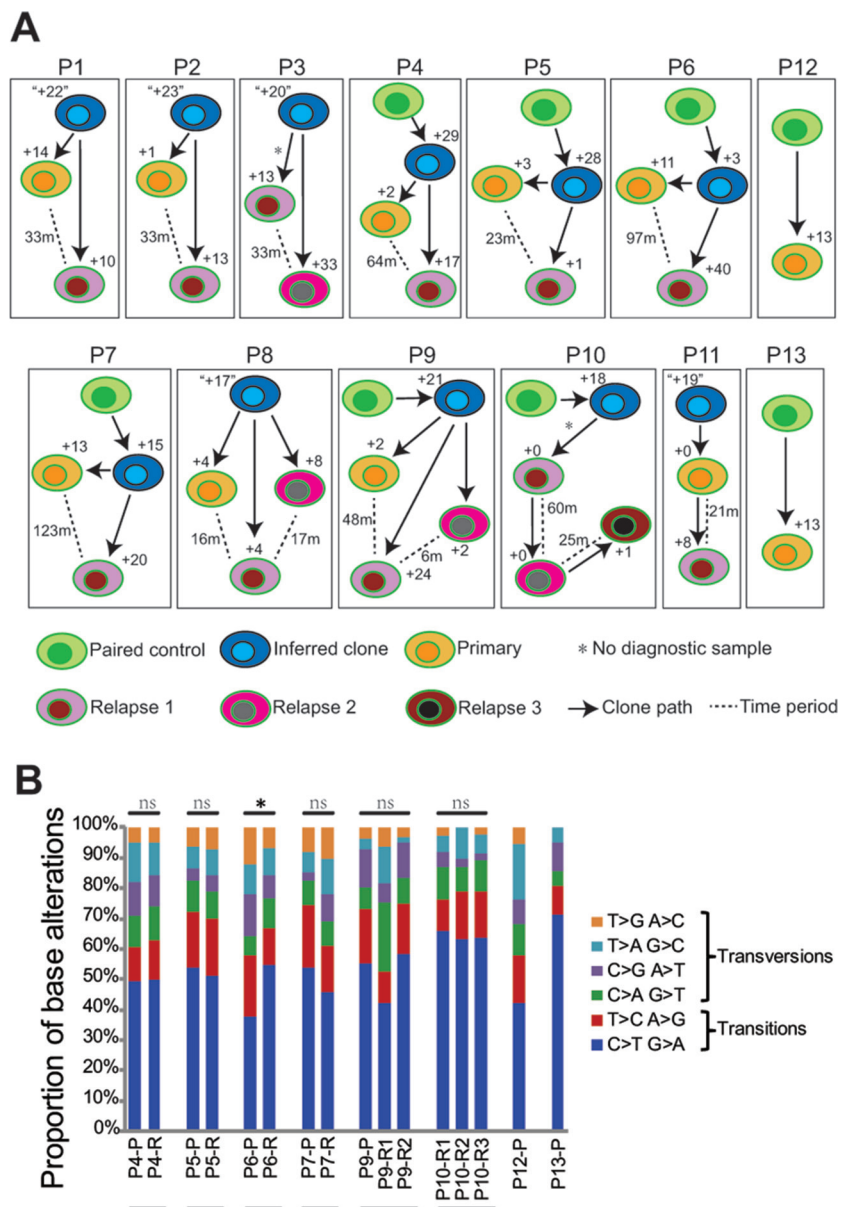 A
P1 P2 P3 P4 P5 P6 P12
"+22" "+23" "+20"
+14 +10 33m
+1 +13 33m
* +13 +33 33m
+29 +2 +17 64m
+3 +28 +1 23m
+11 +3 +40 97m
+13
P7 P8 P9 P10 P11 P13
+13 +15 +20 123m
"+17" +4 +8 +4 16m 17m
+21 +2 +2 +24 48m 6m
+18 * +0 +0 +1 60m 25m
"+19" +0 +8 21m
+13
Paired control Inferred clone Primary * No diagnostic sample
Relapse 1 Relapse 2 Relapse 3 Clone path Time period
B
ns ns * ns ns ns
Proportion of base alterations
100%
90%
80%
70%
60%
50%
40%
30%
20%
10%
0%
P4-P P4-R P5-P P5-R P6-P P6-R P7-P P7-R P9-P P9-R1 P9-R2 P10-R1 P10-R2 P10-R3 P12-P P13-P
T>G A>C
T>A G>C
C>G A>T
C>A G>T
Transversions
T>C A>G
C>T G>A
Transitions